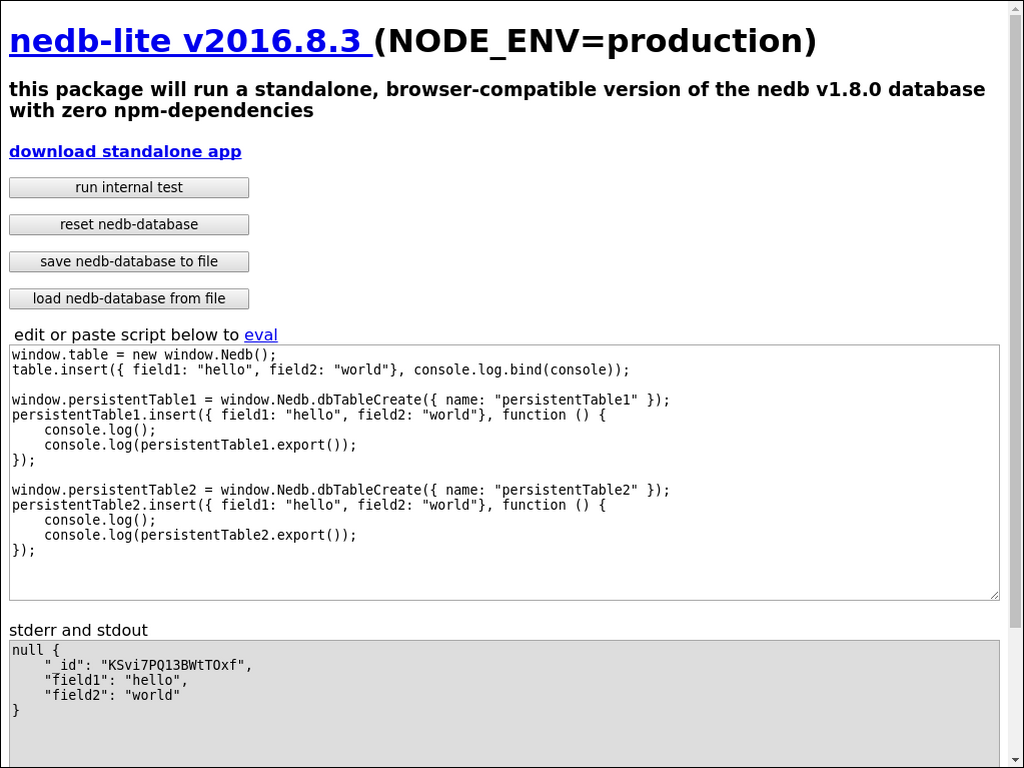 nedb-lite v2016.8.3 (NODE_ENV=production)
this package will run a standalone, browser-compatible version of the nedb v1.8.0 database
with zero npm-dependencies
download standalone app
run internal test
reset nedb-database
save nedb-database to file
load nedb-database from file
edit or paste script below to eval
window.table = new window.Nedb();
table.insert({ field1: "hello", field2: "world"}, console.log.bind(console));
window.persistentTable1 = window.Nedb.dbTableCreate({ name: "persistentTable1" });
persistentTable1.insert({ field1: "hello", field2: "world"}, function () {
    console.log();
    console.log(persistentTable1.export());
});
window.persistentTable2 = window.Nedb.dbTableCreate({ name: "persistentTable2" });
persistentTable2.insert({ field1: "hello", field2: "world"}, function () {
    console.log();
    console.log(persistentTable2.export());
});
stderr and stdout
null {
    "_id": "KSvi7PQ13BWtTOxf",
    "field1": "hello",
    "field2": "world"
}